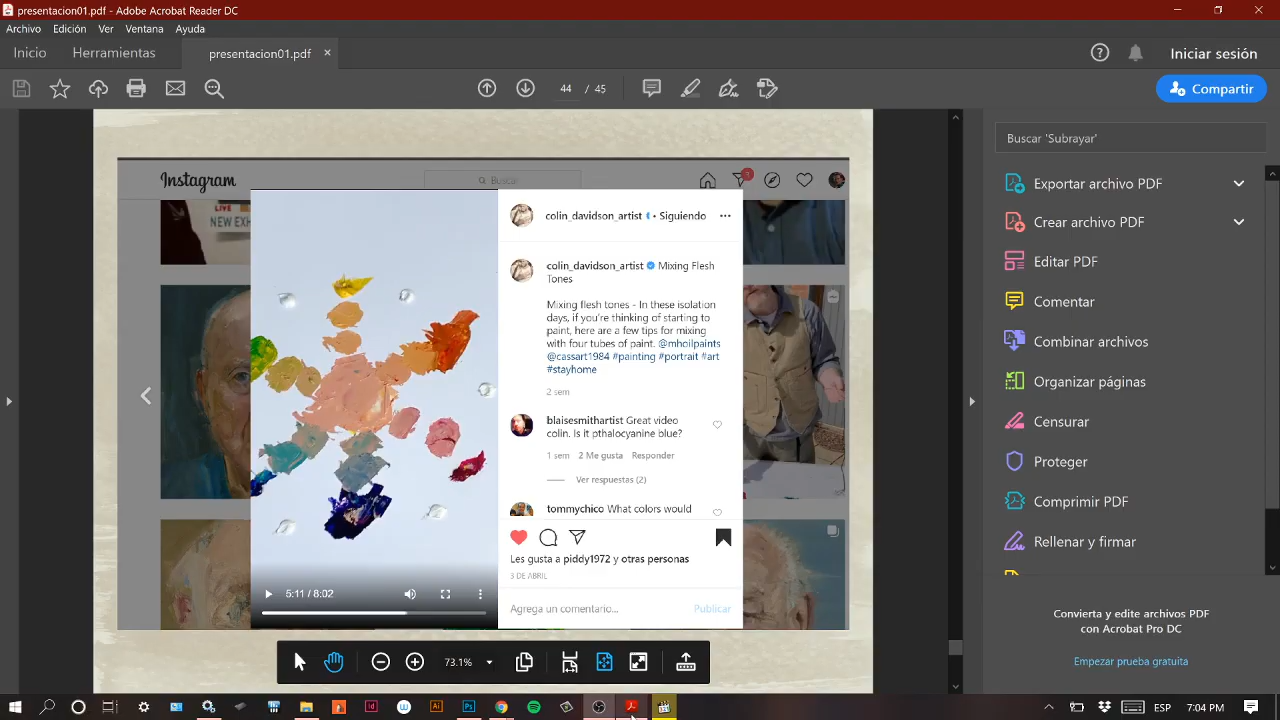 presentacion01.pdf - Adobe Acrobat Reader DC
Archivo Edición Ver Ventana Ayuda
Inicio Herramientas presentacion01.pdf × Iniciar sesión
44 / 45
Compartir
Buscar 'Subrayar'
Exportar archivo PDF
Crear archivo PDF
Editar PDF
Comentar
Combinar archivos
Organizar páginas
Censurar
Proteger
Comprimir PDF
Rellenar y firmar
Convierta y edite archivos PDF
con Acrobat Pro DC
Empezar prueba gratuita
Instagram
Buscar
LIVE
NEW EX
colin_davidson_artist • Siguiendo
colin_davidson_artist Mixing Flesh
Tones
Mixing flesh tones - In these isolation
days, if you're thinking of starting to
paint, here are a few tips for mixing
with four tubes of paint. @mhoilpaints
@cassart1984 #painting #portrait #art
#stayhome
2 sem
blaisesmithartist Great video
colin. Is it pthalocyanine blue?
1 sem 2 Me gusta Responder
Ver respuestas (2)
tommychico What colors would
Les gusta a piddy1972 y otras personas
3 DE ABRIL
Agrega un comentario... Publicar
5:11 / 8:02
73.1%
ESP 7:04 PM